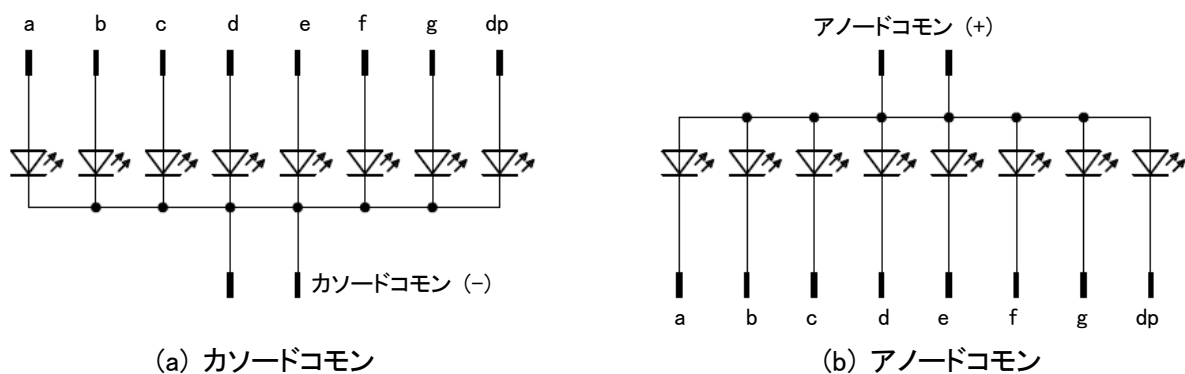 a b c d e f g dp
カソードコモン (-)
(a) カソードコモン
アノードコモン (+)
a b c d e f g dp
(b) アノードコモン